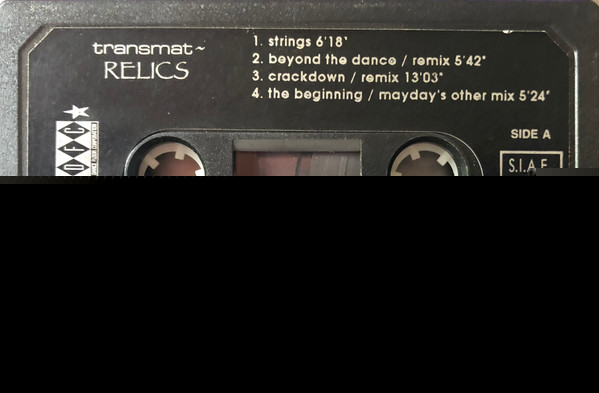 transmat~
RELICS
1. strings 6'18"
2. beyond the dance / remix 5'42"
3. crackdown / remix 13'03"
4. the beginning / mayday's other mix 5'24"
SIDE A
DFC
S.I.A.E.